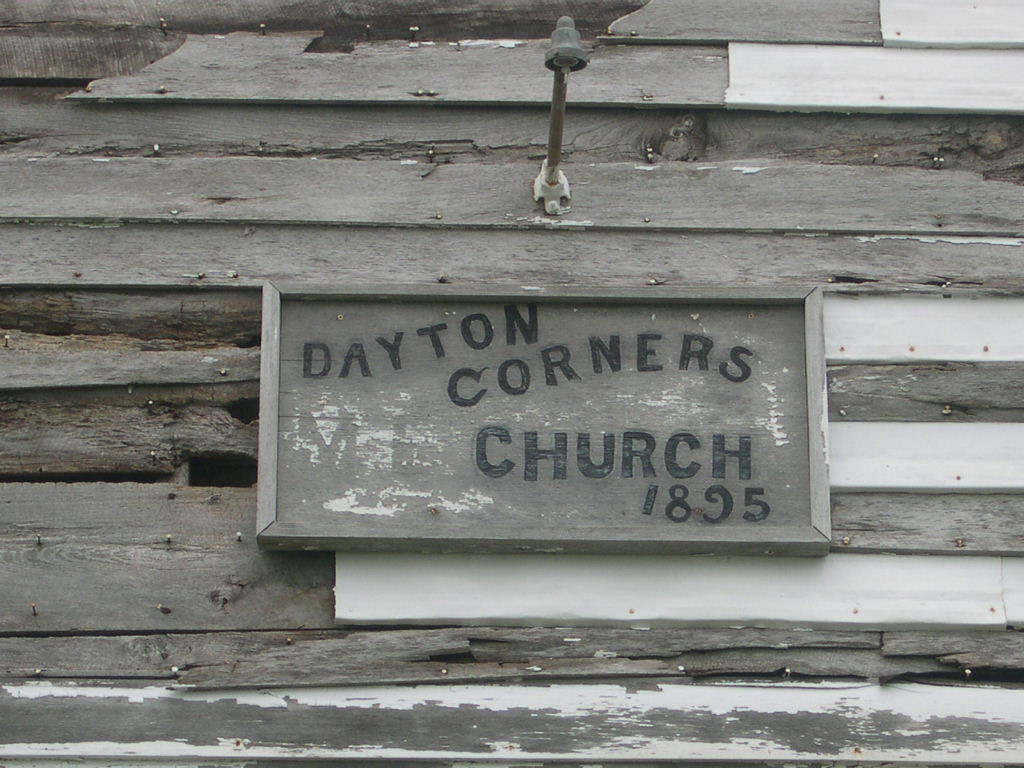 DAYTON
CORNERS
CHURCH
1895